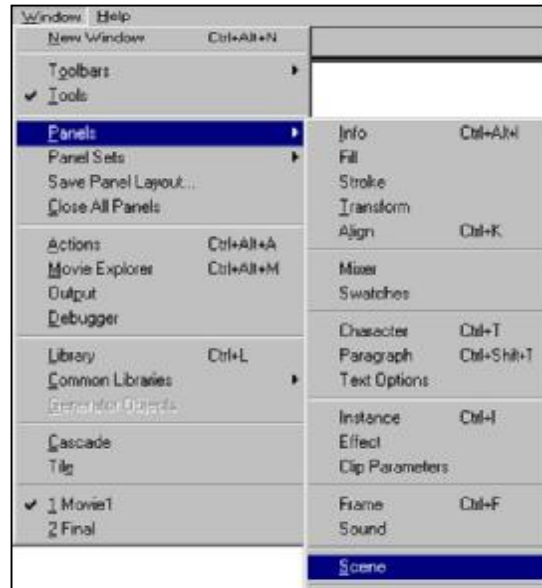 Window Help
New Window Ctrl+Alt+N
Toolbars
Tools
Panels
Panel Sets
Save Panel Layout...
Close All Panels
Actions Ctrl+Alt+A
Movie Explorer Ctrl+Alt+M
Output
Debugger
Library Ctrl+L
Common Libraries
Generator Objects
Cascade
Tile
1 Movie1
2 Final
Info Ctrl+Alt+I
Fill
Stroke
Transform
Align Ctrl+K
Mixer
Swatches
Character Ctrl+T
Paragraph Ctrl+Shift+T
Text Options
Instance Ctrl+I
Effect
Clip Parameters
Frame Ctrl+F
Sound
Scene